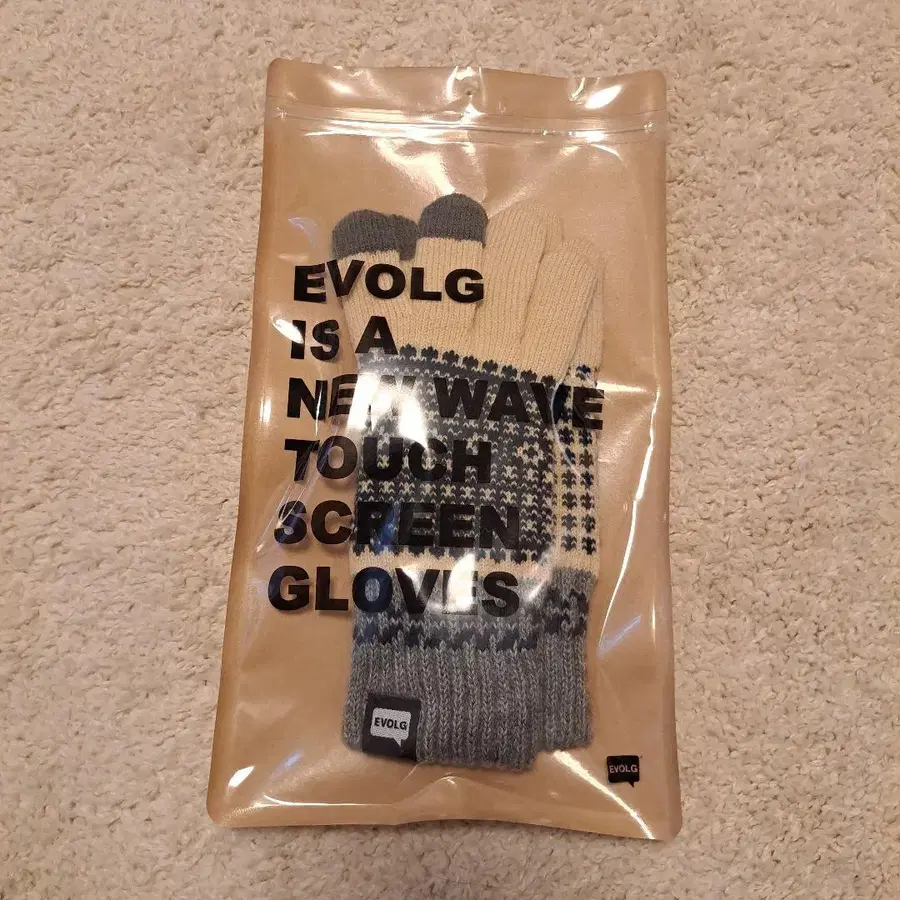 EVOLG
IS A
NEW WAVE
TOUCH
SCREEN
GLOVES
EVOLG
EVOLG